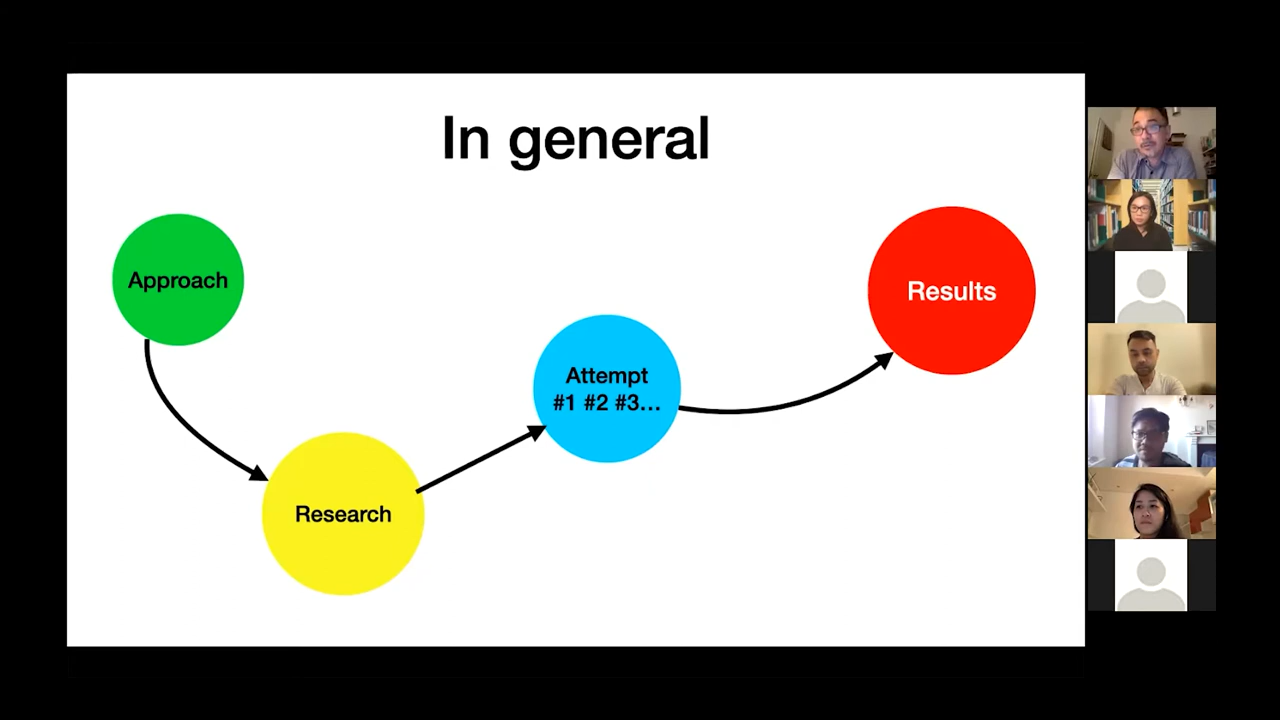 In general
Approach
Research
Attempt
#1 #2 #3...
Results